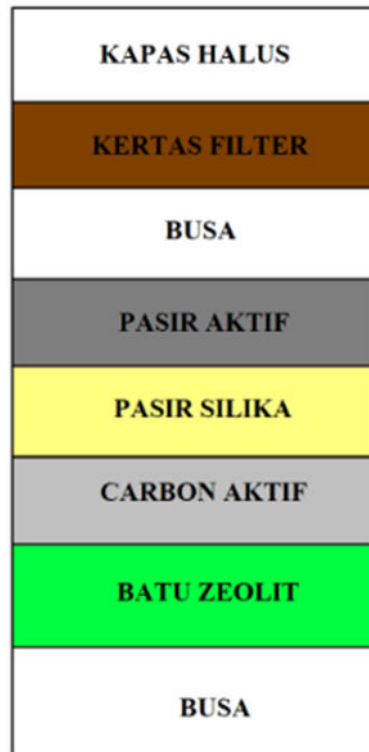 KAPAS HALUS
KERTAS FILTER
BUSA
PASIR AKTIF
PASIR SILIKA
CARBON AKTIF
BATU ZEOLIT
BUSA